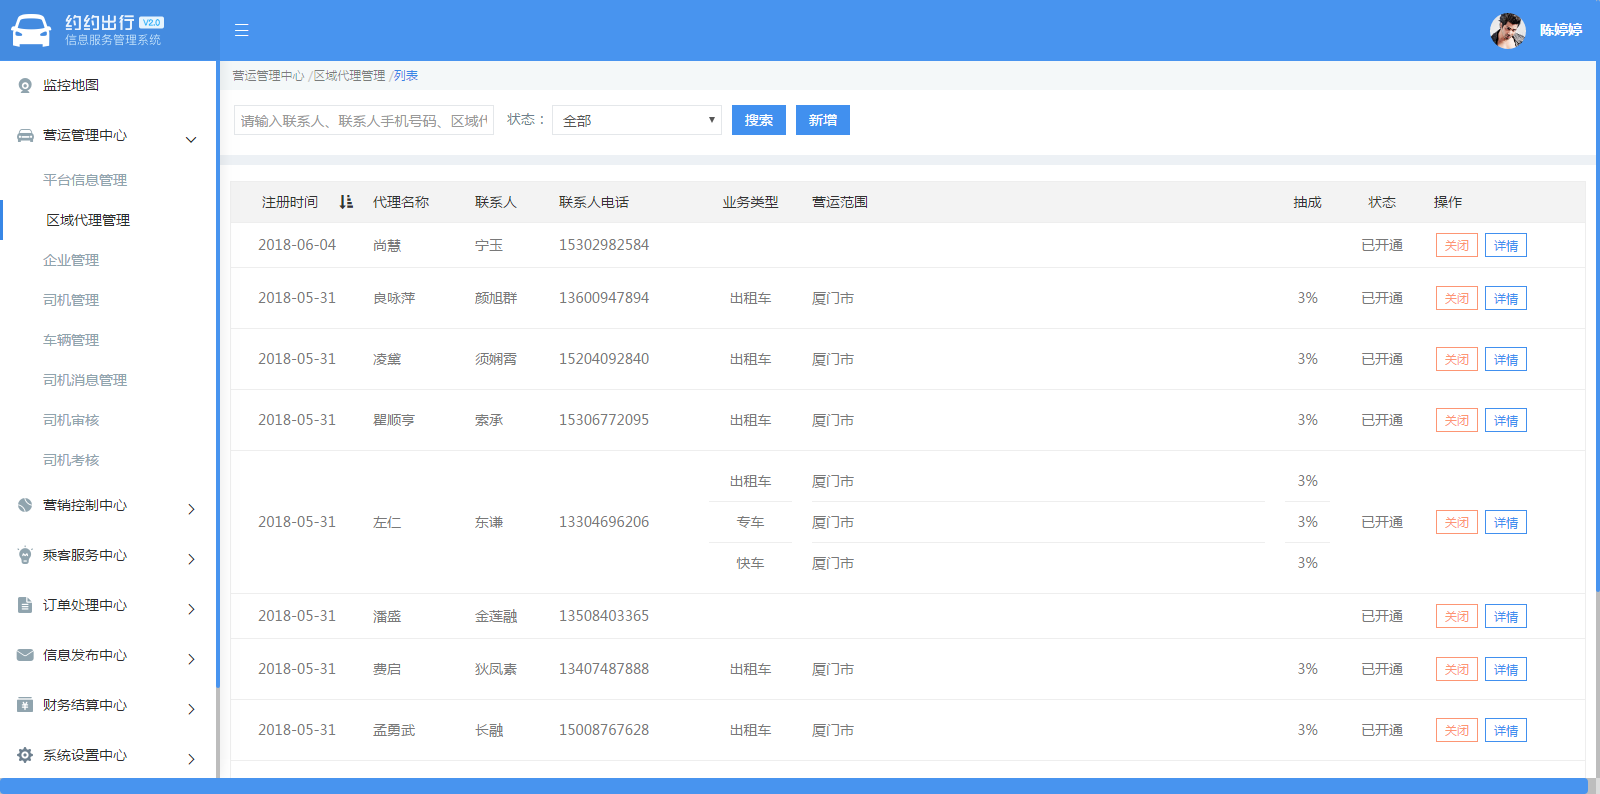 约约出行 V2.0
信息服务管理系统
陈婷婷
监控地图
营运管理中心
平台信息管理
区域代理管理
企业管理
司机管理
车辆管理
司机消息管理
司机审核
司机考核
营销控制中心
乘客服务中心
订单处理中心
信息发布中心
财务结算中心
系统设置中心
营运管理中心 /区域代理管理 /列表
请输入联系人、联系人手机号码、区域代 状态： 全部 搜索 新增
注册时间 代理名称 联系人 联系人电话 业务类型 营运范围 抽成 状态 操作
2018-06-04 尚慧 宁玉 15302982584 已开通 关闭 详情
2018-05-31 良咏萍 颜旭群 13600947894 出租车 厦门市 3% 已开通 关闭 详情
2018-05-31 凌黛 须娴霄 15204092840 出租车 厦门市 3% 已开通 关闭 详情
2018-05-31 瞿顺亨 索承 15306772095 出租车 厦门市 3% 已开通 关闭 详情
出租车 厦门市 3%
2018-05-31 左仁 东谦 13304696206 专车 厦门市 3% 已开通 关闭 详情
快车 厦门市 3%
2018-05-31 潘盛 金莲融 13508403365 已开通 关闭 详情
2018-05-31 费启 狄凤素 13407487888 出租车 厦门市 3% 已开通 关闭 详情
2018-05-31 孟勇武 长融 15008767628 出租车 厦门市 3% 已开通 关闭 详情